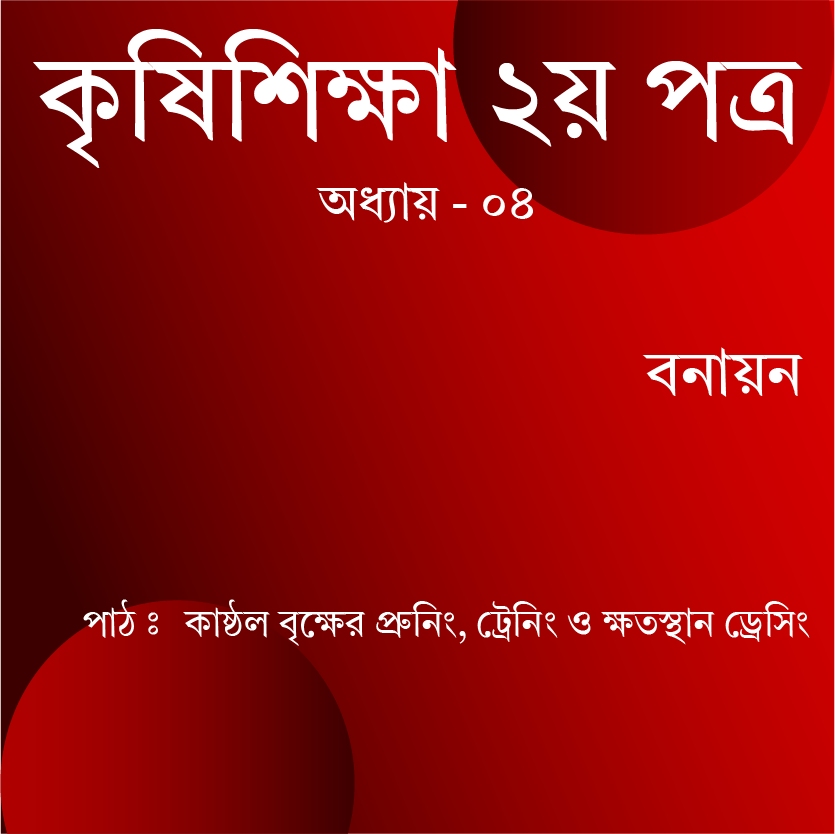 কৃষিশিক্ষা ২য় পত্র
অধ্যায় - ০৪
বনায়ন
পাঠ ঃ কাষ্ঠল বৃক্ষের প্রুনিং, ট্রেনিং ও ক্ষতস্থান ড্রেসিং